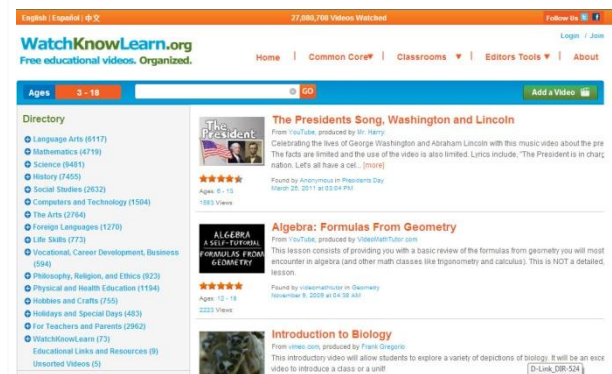 English | Español | 中文
27,080,708 Videos Watched
Follow Us
Login / Join
WatchKnowLearn.org
Free educational videos. Organized.
Home | Common Core | Classrooms | Editors Tools | About
Ages 3 - 18
GO
Add a Video
Directory
Language Arts (6117)
Mathematics (4719)
Science (9481)
History (7455)
Social Studies (2632)
Computers and Technology (1504)
The Arts (2764)
Foreign Languages (1270)
Life Skills (773)
Vocational, Career Development, Business
(594)
Philosophy, Religion, and Ethics (923)
Physical and Health Education (1194)
Hobbies and Crafts (755)
Holidays and Special Days (483)
For Teachers and Parents (2962)
WatchKnowLearn (73)
Educational Links and Resources (9)
Unsorted Videos (5)
The
President
Ages: 6 - 15
1593 Views
The Presidents Song, Washington and Lincoln
From YouTube, produced by Mr. Harry
Celebrating the lives of George Washington and Abraham Lincoln with this music video about the pre
The facts are limited and the use of the video is also limited. Lyrics include, "The President is in charg
nation. Let's all have a cel... [more]
Found by Anonymous in Presidents Day
March 25, 2011 at 03:04 PM
ALGEBRA
A SELF-TUTORIAL
FORMULAS FROM
GEOMETRY
Ages: 12 - 18
2223 Views
Algebra: Formulas From Geometry
From YouTube, produced by VideoMathTutor.com
This lesson consists of providing you with a basic review of the formulas from geometry you will most
encounter in algebra (and other math classes like trigonometry and calculus). This is NOT a detailed,
lesson.
Found by videomathtutor in Geometry
November 9, 2009 at 04:38 AM
Introduction to Biology
From vimeo.com, produced by Frank Gregorio
This introductory video will allow students to explore a variety of depictions of biology. It will be an exce
video to introduce a class or a unit!
D-Link_DIR-524